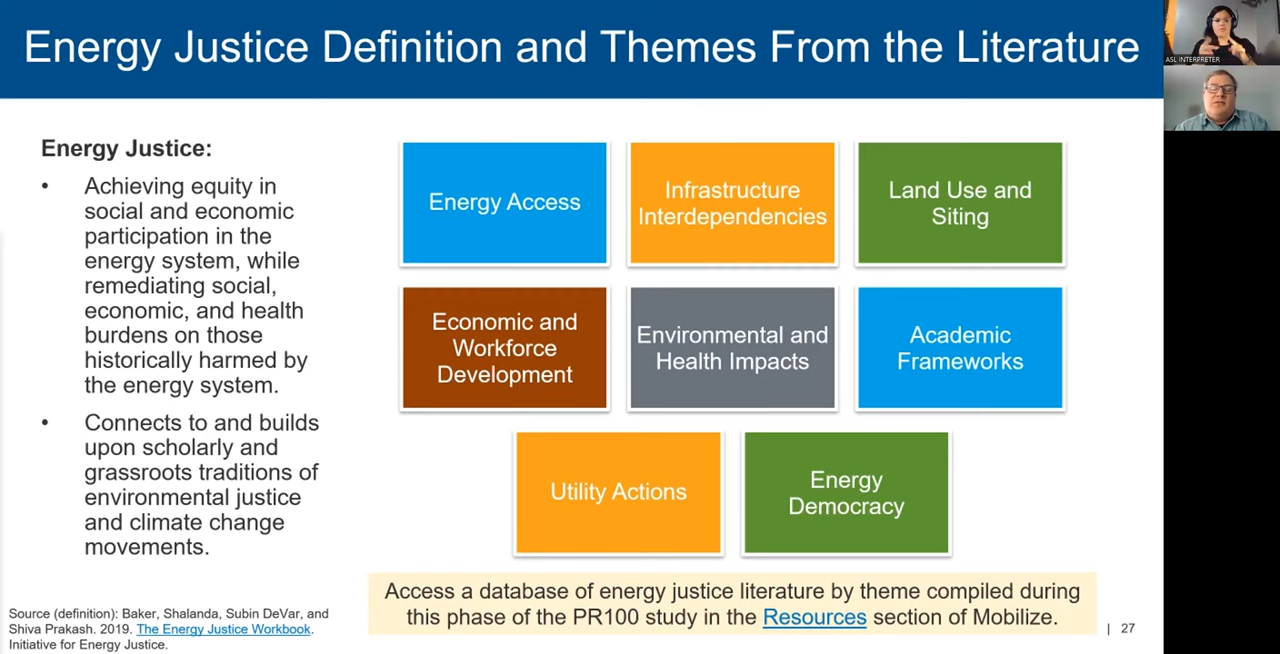 Energy Justice Definition and Themes From the Literature
ASL INTERPRETER
Energy Justice:
• Achieving equity in
social and economic
participation in the
energy system, while
remediating social,
economic, and health
burdens on those
historically harmed by
the energy system.
• Connects to and builds
upon scholarly and
grassroots traditions of
environmental justice
and climate change
movements.
Energy Access
Infrastructure
Interdependencies
Land Use and
Siting
Economic and
Workforce
Development
Environmental and
Health Impacts
Academic
Frameworks
Utility Actions
Energy
Democracy
Access a database of energy justice literature by theme compiled during
this phase of the PR100 study in the Resources section of Mobilize.
Source (definition): Baker, Shalanda, Subin DeVar, and
Shiva Prakash. 2019. The Energy Justice Workbook.
Initiative for Energy Justice.
| 27